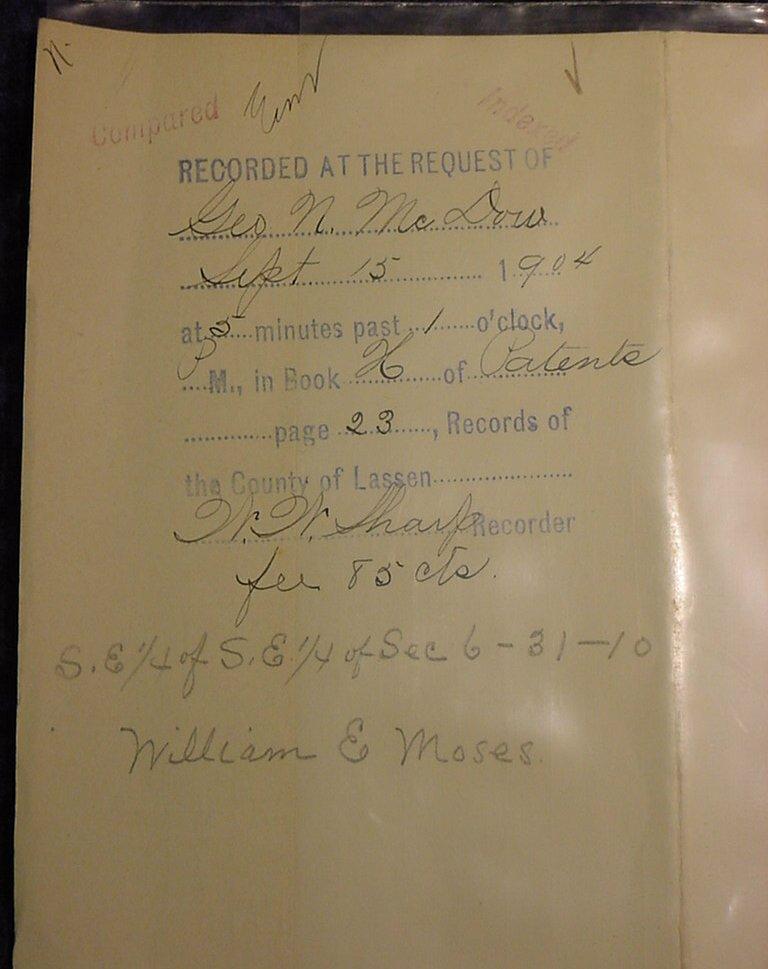 N.
Compared
Indexed
RECORDED AT THE REQUEST OF
Geo N. McDow
Sept. 15 1904
at 5 minutes past 1 o'clock,
P M., in Book H of Patents
page 23, Records of
the County of Lassen
W. W. Sharp Recorder
fee 85 cts.
S.E 1/4 of S.E. 1/4 of Sec 6-31-10
William E Moses.